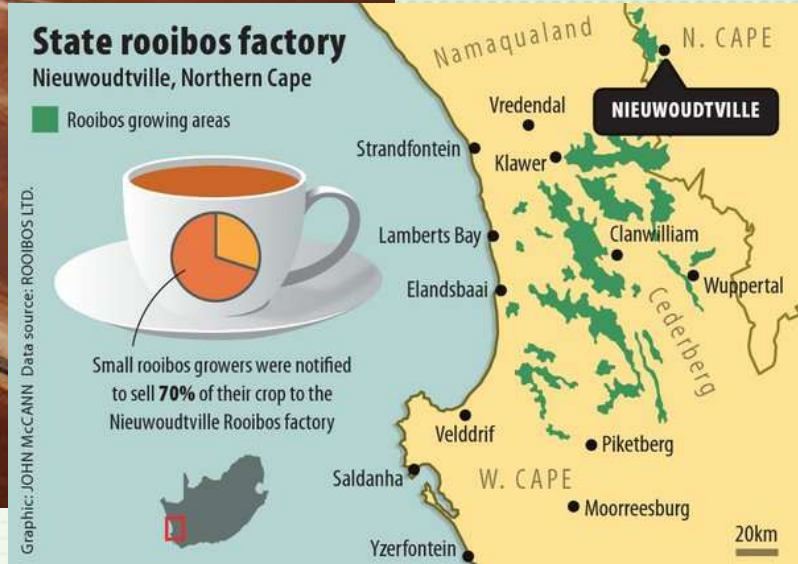 State rooibos factory
Nieuwoudtville, Northern Cape
Rooibos growing areas
Small rooibos growers were notified
to sell 70% of their crop to the
Nieuwoudtville Rooibos factory
Graphic: JOHN McCANN Data source: ROOIBOS LTD.
Namaqualand
N. CAPE
NIEUWOUDTVILLE
Vredendal
Strandfontein
Klawer
Lamberts Bay
Clanwilliam
Elandsbaai
Wuppertal
Cederberg
Velddrif
Piketberg
Saldanha
W. CAPE
Moorreesburg
Yzerfontein
20km